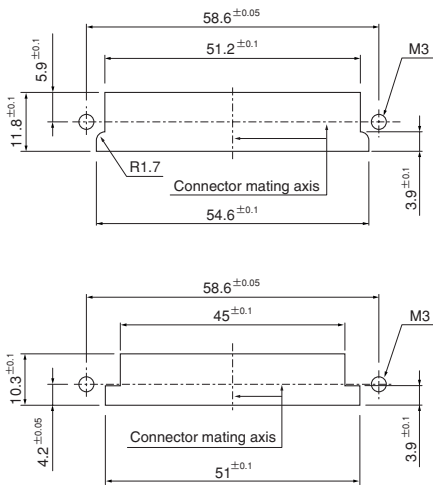 58.6±0.05
51.2±0.1
M3
5.9±0.1
11.8±0.1
R1.7
Connector mating axis
3.9±0.1
54.6±0.1
58.6±0.05
45±0.1
M3
10.3±0.1
4.2±0.05
Connector mating axis
3.9±0.1
51±0.1